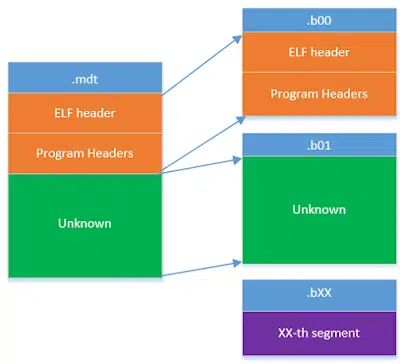 .mdt
ELF header
Program Headers
Unknown
.b00
ELF header
Program Headers
.b01
Unknown
.bXX
XX-th segment